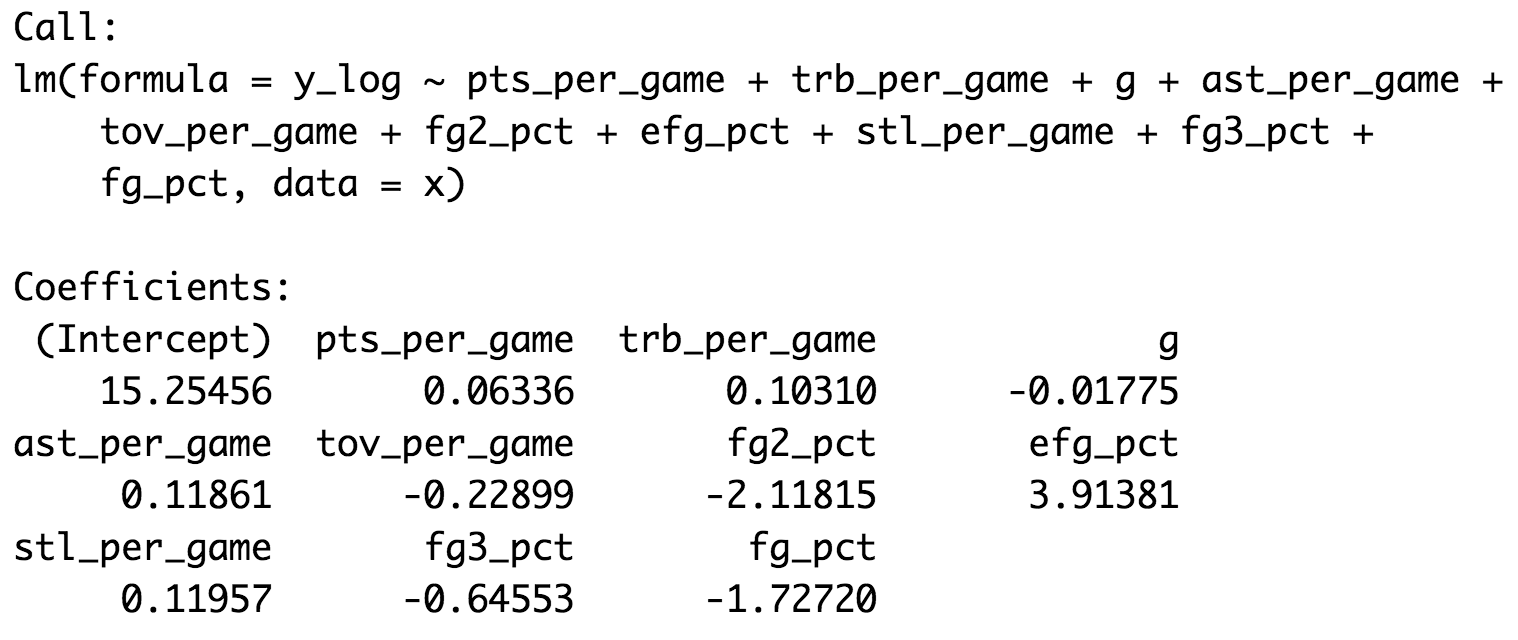 Call:
lm(formula = y_log ~ pts_per_game + trb_per_game + g + ast_per_game +
    tov_per_game + fg2_pct + efg_pct + stl_per_game + fg3_pct +
    fg_pct, data = x)

Coefficients:
 (Intercept)  pts_per_game  trb_per_game             g
    15.25456       0.06336       0.10310      -0.01775
ast_per_game  tov_per_game       fg2_pct       efg_pct
     0.11861      -0.22899      -2.11815       3.91381
stl_per_game       fg3_pct        fg_pct
     0.11957      -0.64553      -1.72720